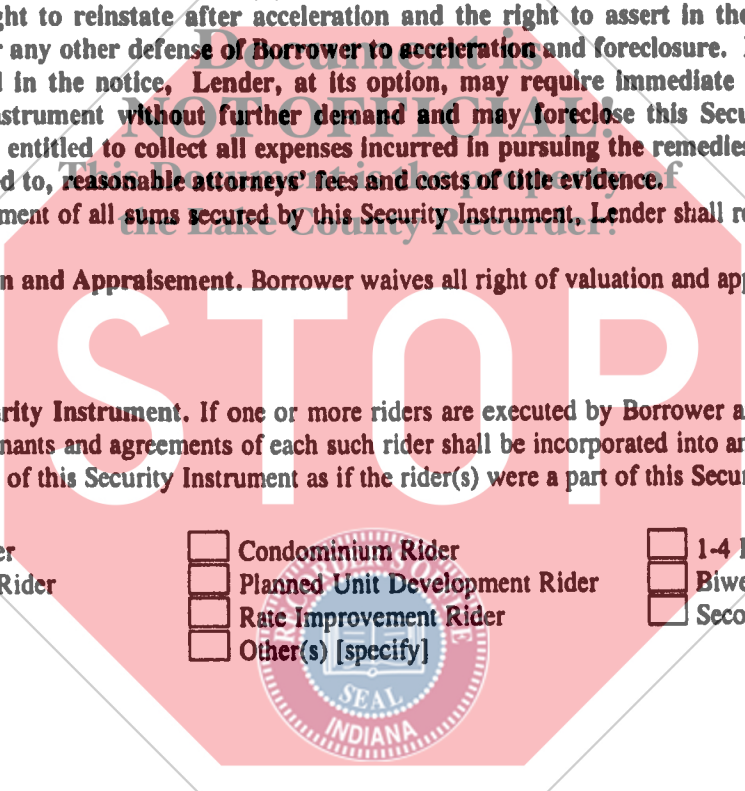 ght to reinstate after acceleration and the right to assert in the
any other defense of Borrower to acceleration and foreclosure.
Document is
in the notice, Lender, at its option, may require immediate
strument without further demand and may foreclose this Secu
NOT OFFICIAL!
entitled to collect all expenses incurred in pursuing the remedies
This Document is the property of
d to, reasonable attorneys' fees and costs of title evidence.
ment of all sums secured by this Security Instrument, Lender shall re
the Lake County Recorder!
n and Appraisement. Borrower waives all right of valuation and app
STOP
rity Instrument. If one or more riders are executed by Borrower a
nants and agreements of each such rider shall be incorporated into an
of this Security Instrument as if the rider(s) were a part of this Secur
er
Condominium Rider
1-4
Rider
Planned Unit Development Rider
Biwe
Rate Improvement Rider
Seco
Other(s) [specify]
RECORDER'S OFFICE
SEAL
INDIANA